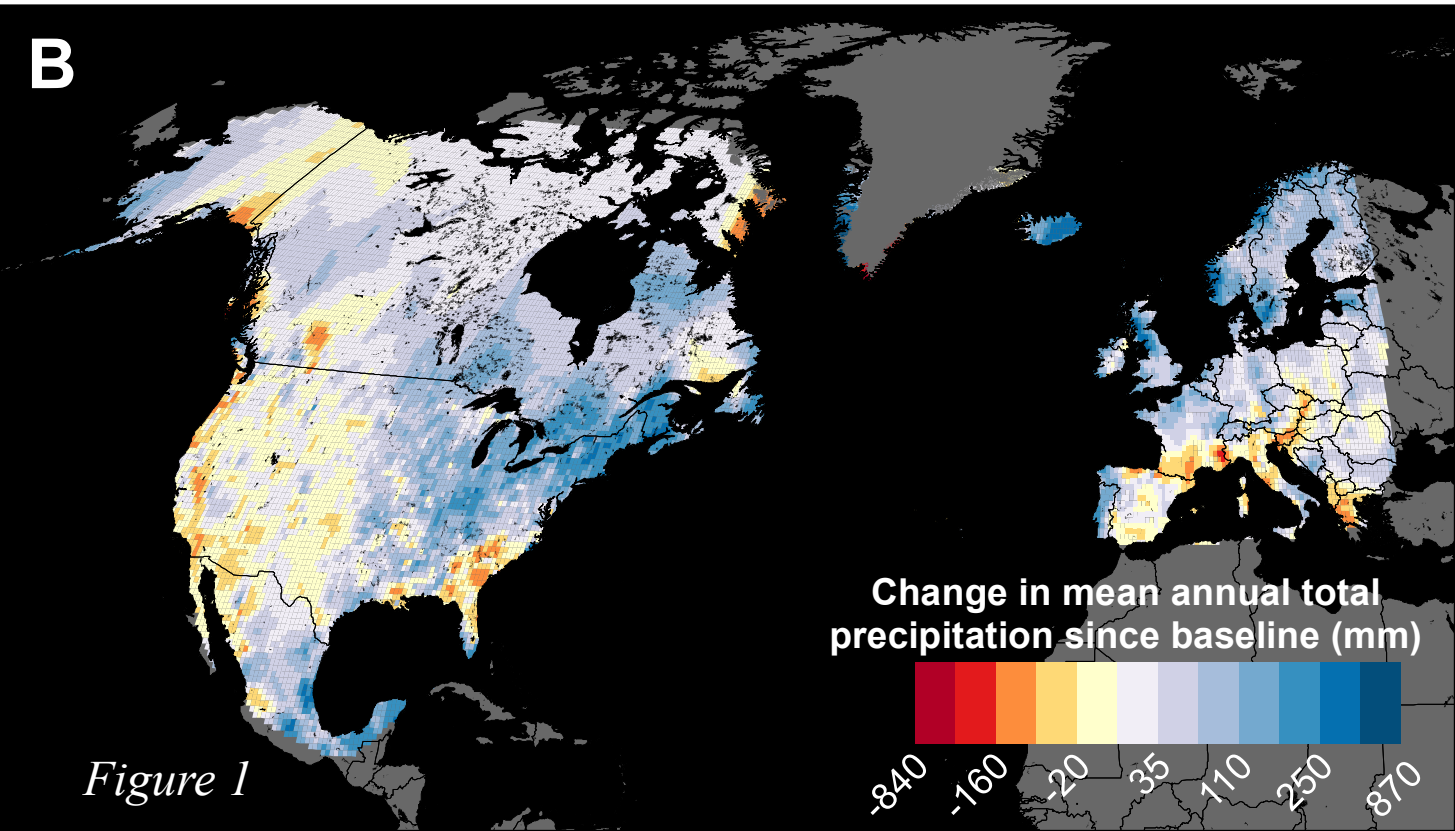 B
Change in mean annual total
precipitation since baseline (mm)
-840 -160 -20 35 110 250 870
Figure 1